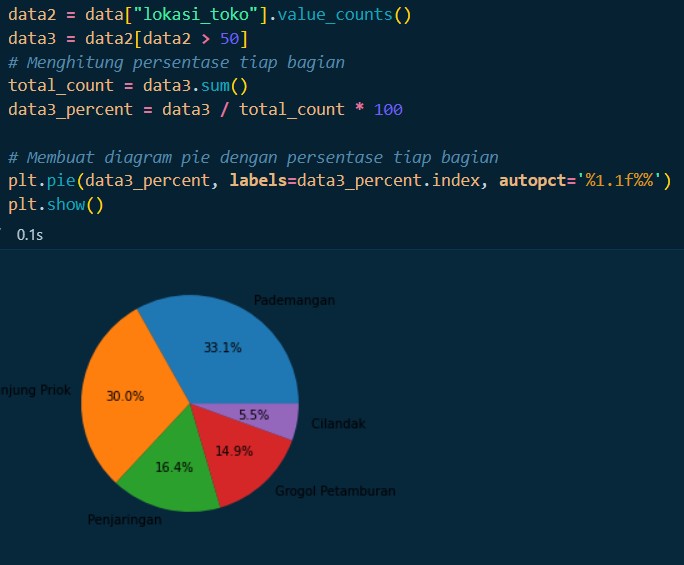 data2 = data["lokasi_toko"].value_counts()
data3 = data2[data2 > 50]
# Menghitung persentase tiap bagian
total_count = data3.sum()
data3_percent = data3 / total_count * 100
# Membuat diagram pie dengan persentase tiap bagian
plt.pie(data3_percent, labels=data3_percent.index, autopct='%1.1f%%')
plt.show()
0.1s
Pademangan
33.1%
njung Priok
30.0%
5.5%
Cilandak
14.9%
16.4%
Grogol Petamburan
Penjaringan